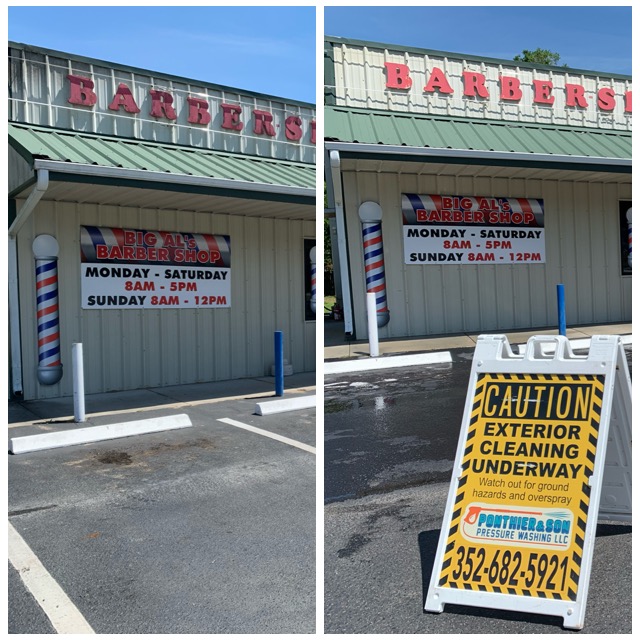 BARBERS
BIG AL's
BARBER SHOP
MONDAY - SATURDAY
8AM - 5PM
SUNDAY 8AM - 12PM
BARBERS
BIG AL's
BARBER SHOP
MONDAY - SATURDAY
8AM - 5PM
SUNDAY 8AM - 12PM
CAUTION
EXTERIOR
CLEANING
UNDERWAY
Watch out for ground
hazards and overspray
PONTHIER & SON
PRESSURE WASHING LLC
352-682-5921